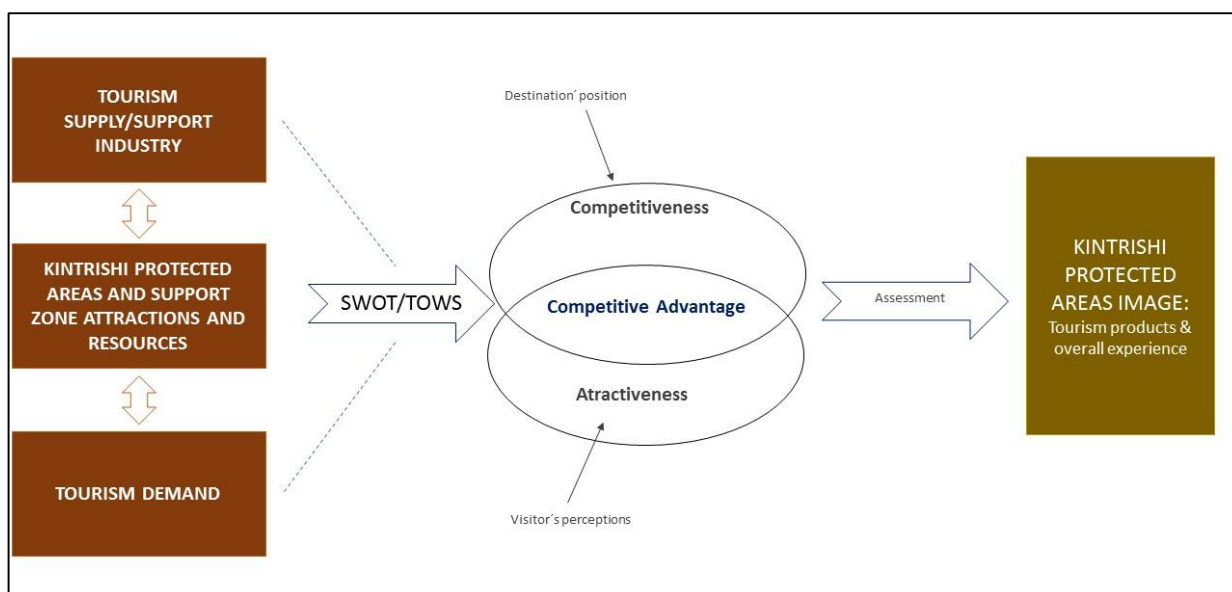 TOURISM
SUPPLY/SUPPORT
INDUSTRY
KINTRISHI PROTECTED
AREAS AND SUPPORT
ZONE ATTRACTIONS AND
RESOURCES
TOURISM DEMAND
SWOT/TOWS
Destination´ position
Competitiveness
Competitive Advantage
Atractiveness
Visitor´s perceptions
Assessment
KINTRISHI
PROTECTED
AREAS IMAGE:
Tourism products &
overall experience